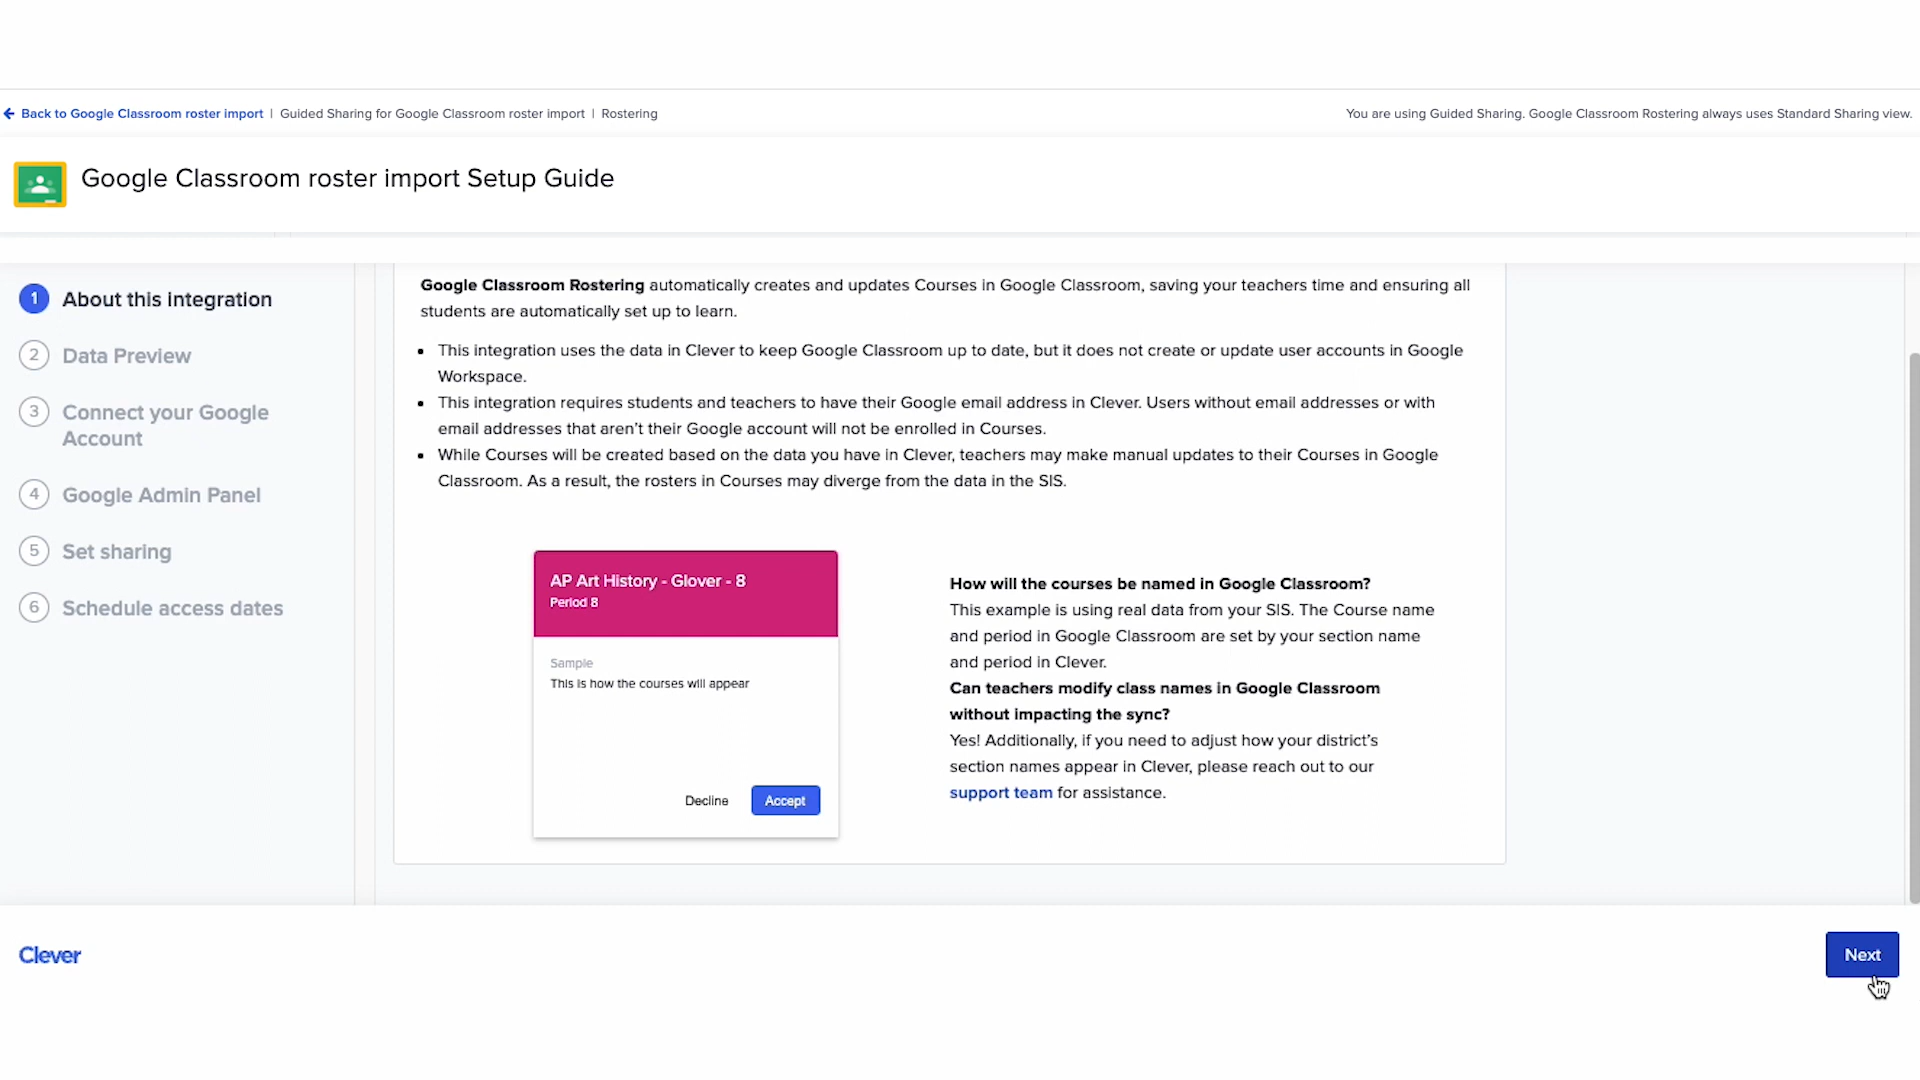 Back to Google Classroom roster import | Guided Sharing for Google Classroom roster import | Rostering
You are using Guided Sharing. Google Classroom Rostering always uses Standard Sharing view.
Google Classroom roster import Setup Guide
1 About this integration
2 Data Preview
3 Connect your Google
Account
4 Google Admin Panel
5 Set sharing
6 Schedule access dates
Google Classroom Rostering automatically creates and updates Courses in Google Classroom, saving your teachers time and ensuring all
students are automatically set up to learn.
• This integration uses the data in Clever to keep Google Classroom up to date, but it does not create or update user accounts in Google
Workspace.
• This integration requires students and teachers to have their Google email address in Clever. Users without email addresses or with
email addresses that aren't their Google account will not be enrolled in Courses.
• While Courses will be created based on the data you have in Clever, teachers may make manual updates to their Courses in Google
Classroom. As a result, the rosters in Courses may diverge from the data in the SIS.
AP Art History - Glover - 8
Period 8
Sample
This is how the courses will appear
Decline
Accept
How will the courses be named in Google Classroom?
This example is using real data from your SIS. The Course name
and period in Google Classroom are set by your section name
and period in Clever.
Can teachers modify class names in Google Classroom
without impacting the sync?
Yes! Additionally, if you need to adjust how your district's
section names appear in Clever, please reach out to our
support team for assistance.
Clever
Next